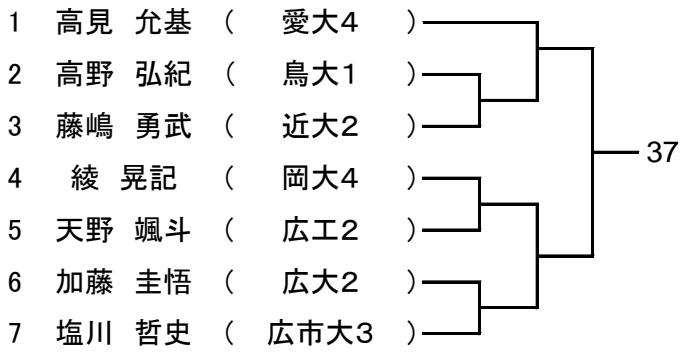 1 高見 允基 ( 愛大4 )
2 高野 弘紀 ( 鳥大1 )
3 藤嶋 勇武 ( 近大2 )
37
4 綾 晃記 ( 岡大4 )
5 天野 颯斗 ( 広工2 )
6 加藤 圭悟 ( 広大2 )
7 塩川 哲史 ( 広市大3 )